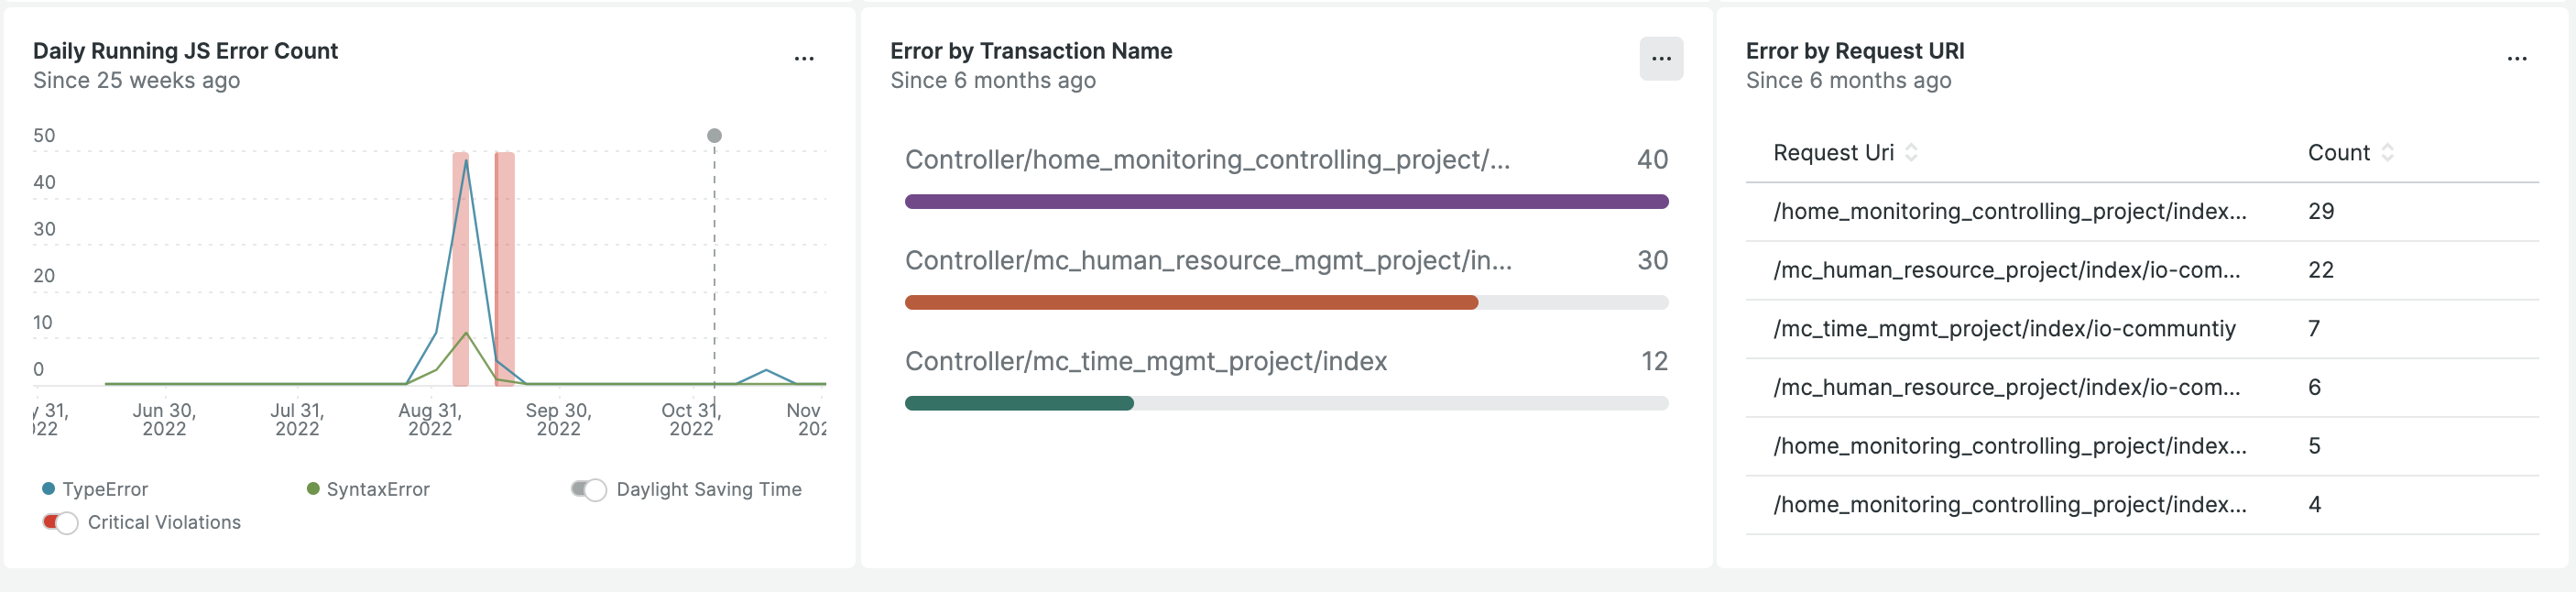 Daily Running JS Error Count
Since 25 weeks ago
50
40
30
20
10
0
y 31,
022
Jun 30,
2022
Jul 31,
2022
Aug 31,
2022
Sep 30,
2022
Oct 31,
2022
Nov
202
TypeError
SyntaxError
Daylight Saving Time
Critical Violations
Error by Transaction Name
Since 6 months ago
Controller/home_monitoring_controlling_project/... 40
Controller/mc_human_resource_mgmt_project/in... 30
Controller/mc_time_mgmt_project/index 12
Error by Request URI
Since 6 months ago
Request Uri Count
/home_monitoring_controlling_project/index... 29
/mc_human_resource_project/index/io-com... 22
/mc_time_mgmt_project/index/io-communtiy 7
/mc_human_resource_project/index/io-com... 6
/home_monitoring_controlling_project/index... 5
/home_monitoring_controlling_project/index... 4